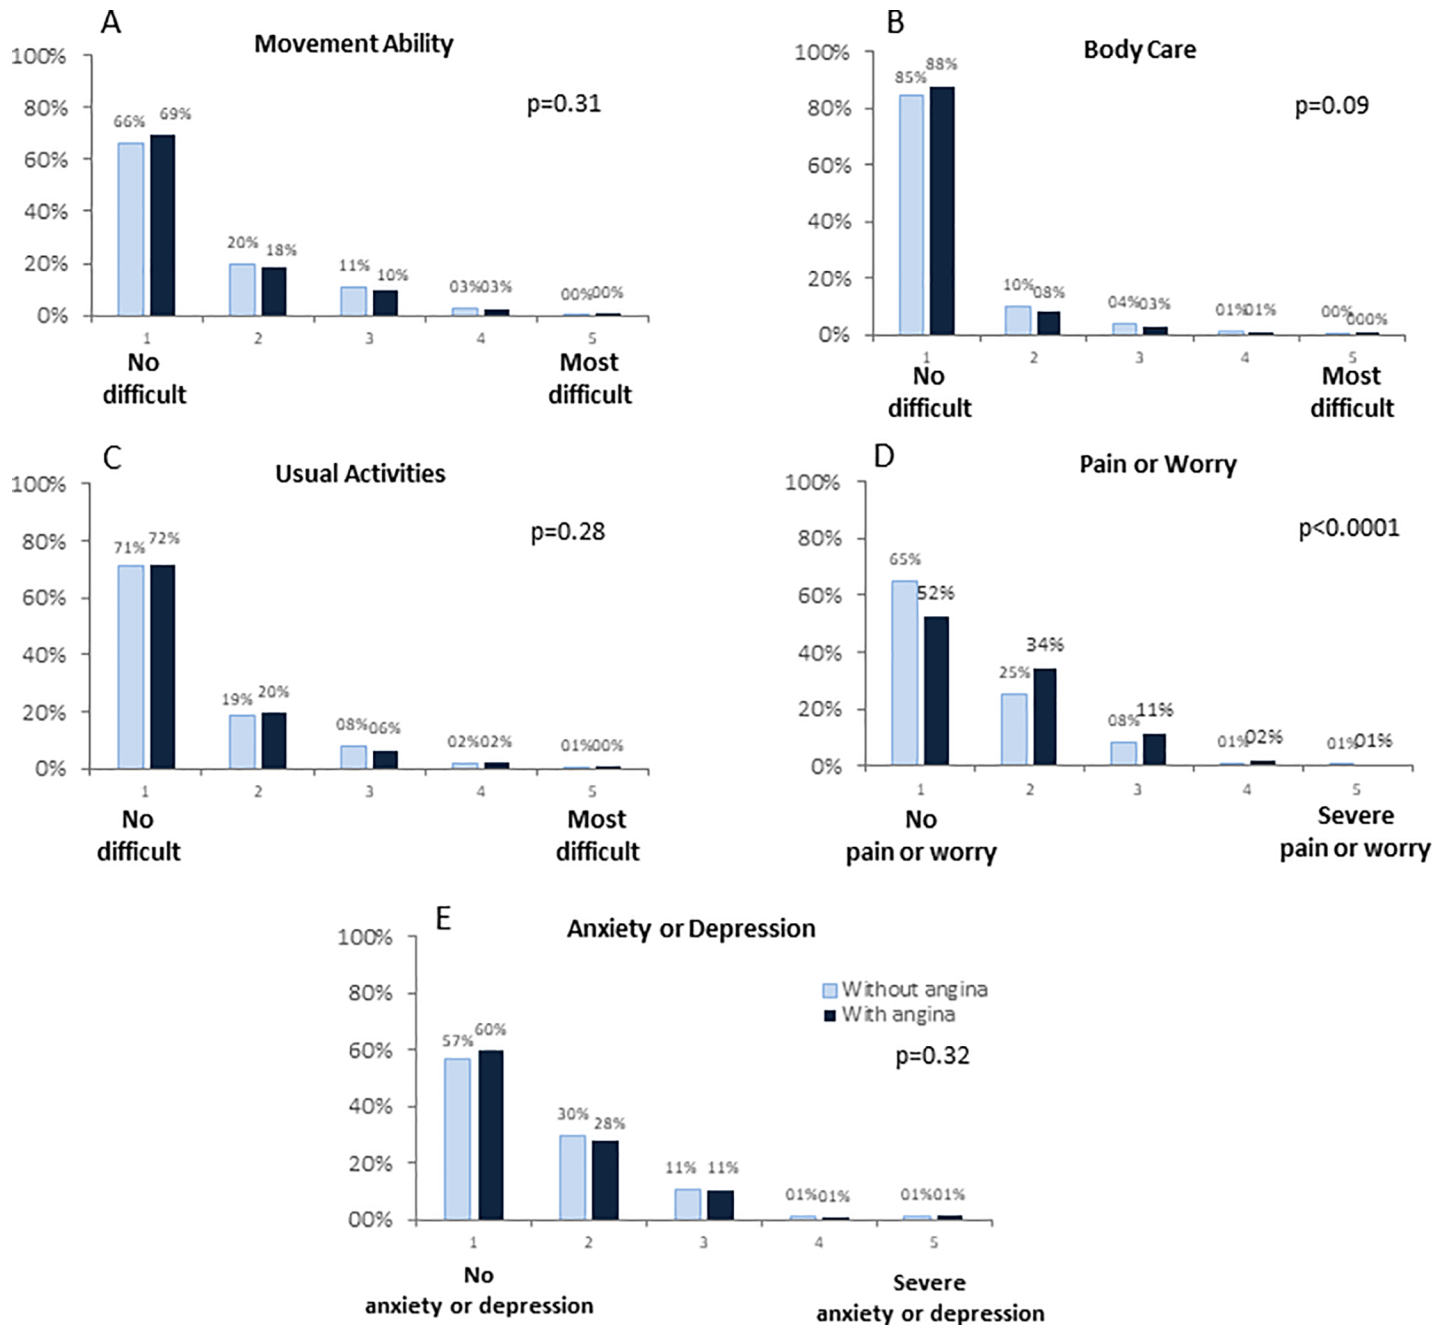 A
Movement Ability
p=0.31
100%
80%
60%
40%
20%
0%
66% 69%
20% 18%
11% 10%
03% 03%
00% 00%
1 2 3 4 5
No
difficult
Most
difficult
B
Body Care
p=0.09
100%
80%
60%
40%
20%
0%
85% 88%
10% 08%
04% 03%
01% 01%
00% 000%
1 2 3 4 5
No
difficult
Most
difficult
C
Usual Activities
p=0.28
100%
80%
60%
40%
20%
0%
71% 72%
19% 20%
08% 06%
02% 02%
01% 00%
1 2 3 4 5
No
difficult
Most
difficult
D
Pain or Worry
p<0.0001
100%
80%
60%
40%
20%
0%
65% 52%
25% 34%
08% 11%
01% 02%
01% 01%
1 2 3 4 5
No
pain or worry
Severe
pain or worry
E
Anxiety or Depression
Without angina
With angina
p=0.32
100%
80%
60%
40%
20%
00%
57% 60%
30% 28%
11% 11%
01% 01%
01% 01%
1 2 3 4 5
No
anxiety or depression
Severe
anxiety or depression